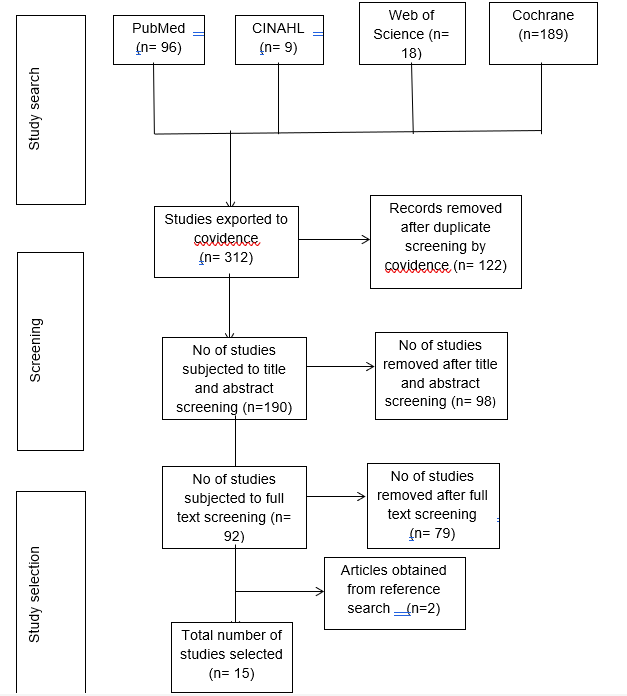 Study search
PubMed
(n= 96)
CINAHL
(n= 9)
Web of
Science (n=
18)
Cochrane
(n=189)
Studies exported to
covidence
(n= 312)
Records removed
after duplicate
screening by
covidence (n= 122)
Screening
No of studies
subjected to title
and abstract
screening (n=190)
No of studies
removed after title
and abstract
screening (n= 98)
No of studies
subjected to full
text screening (n=
92)
No of studies
removed after full
text screening
(n= 79)
Study selection
Articles obtained
from reference
search (n=2)
Total number of
studies selected
(n= 15)